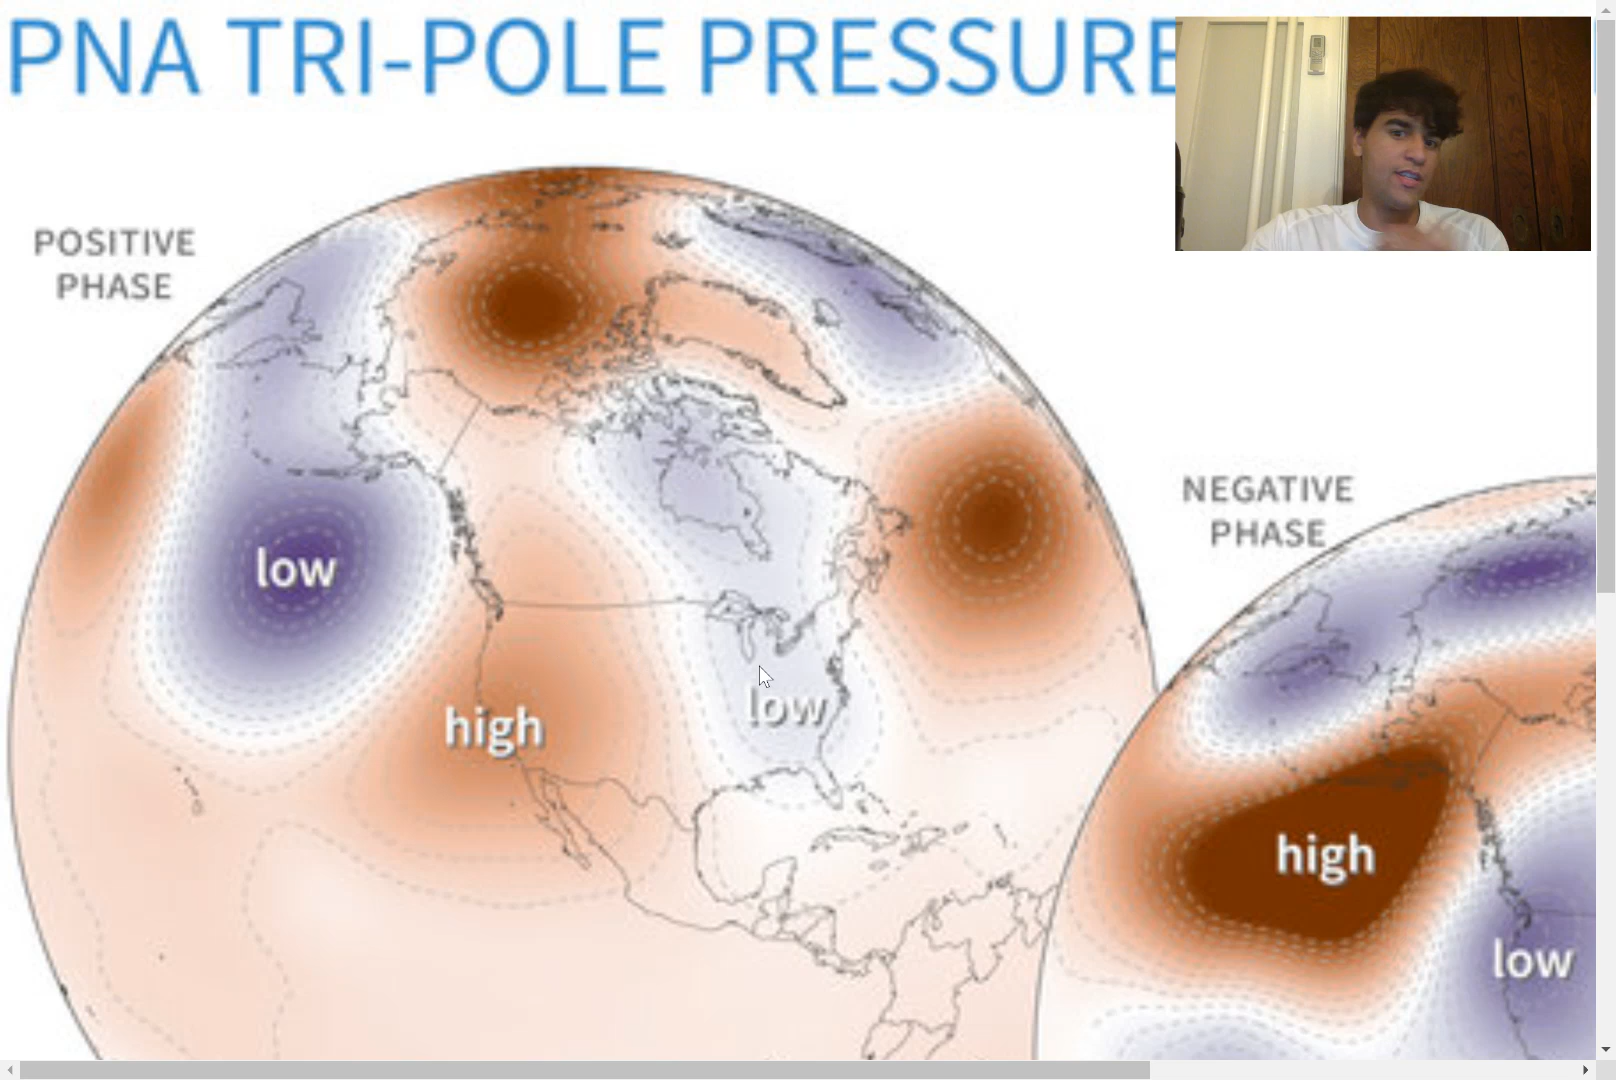 PNA TRI-POLE PRESSURE
POSITIVE
PHASE
low
high
low
NEGATIVE
PHASE
high
low